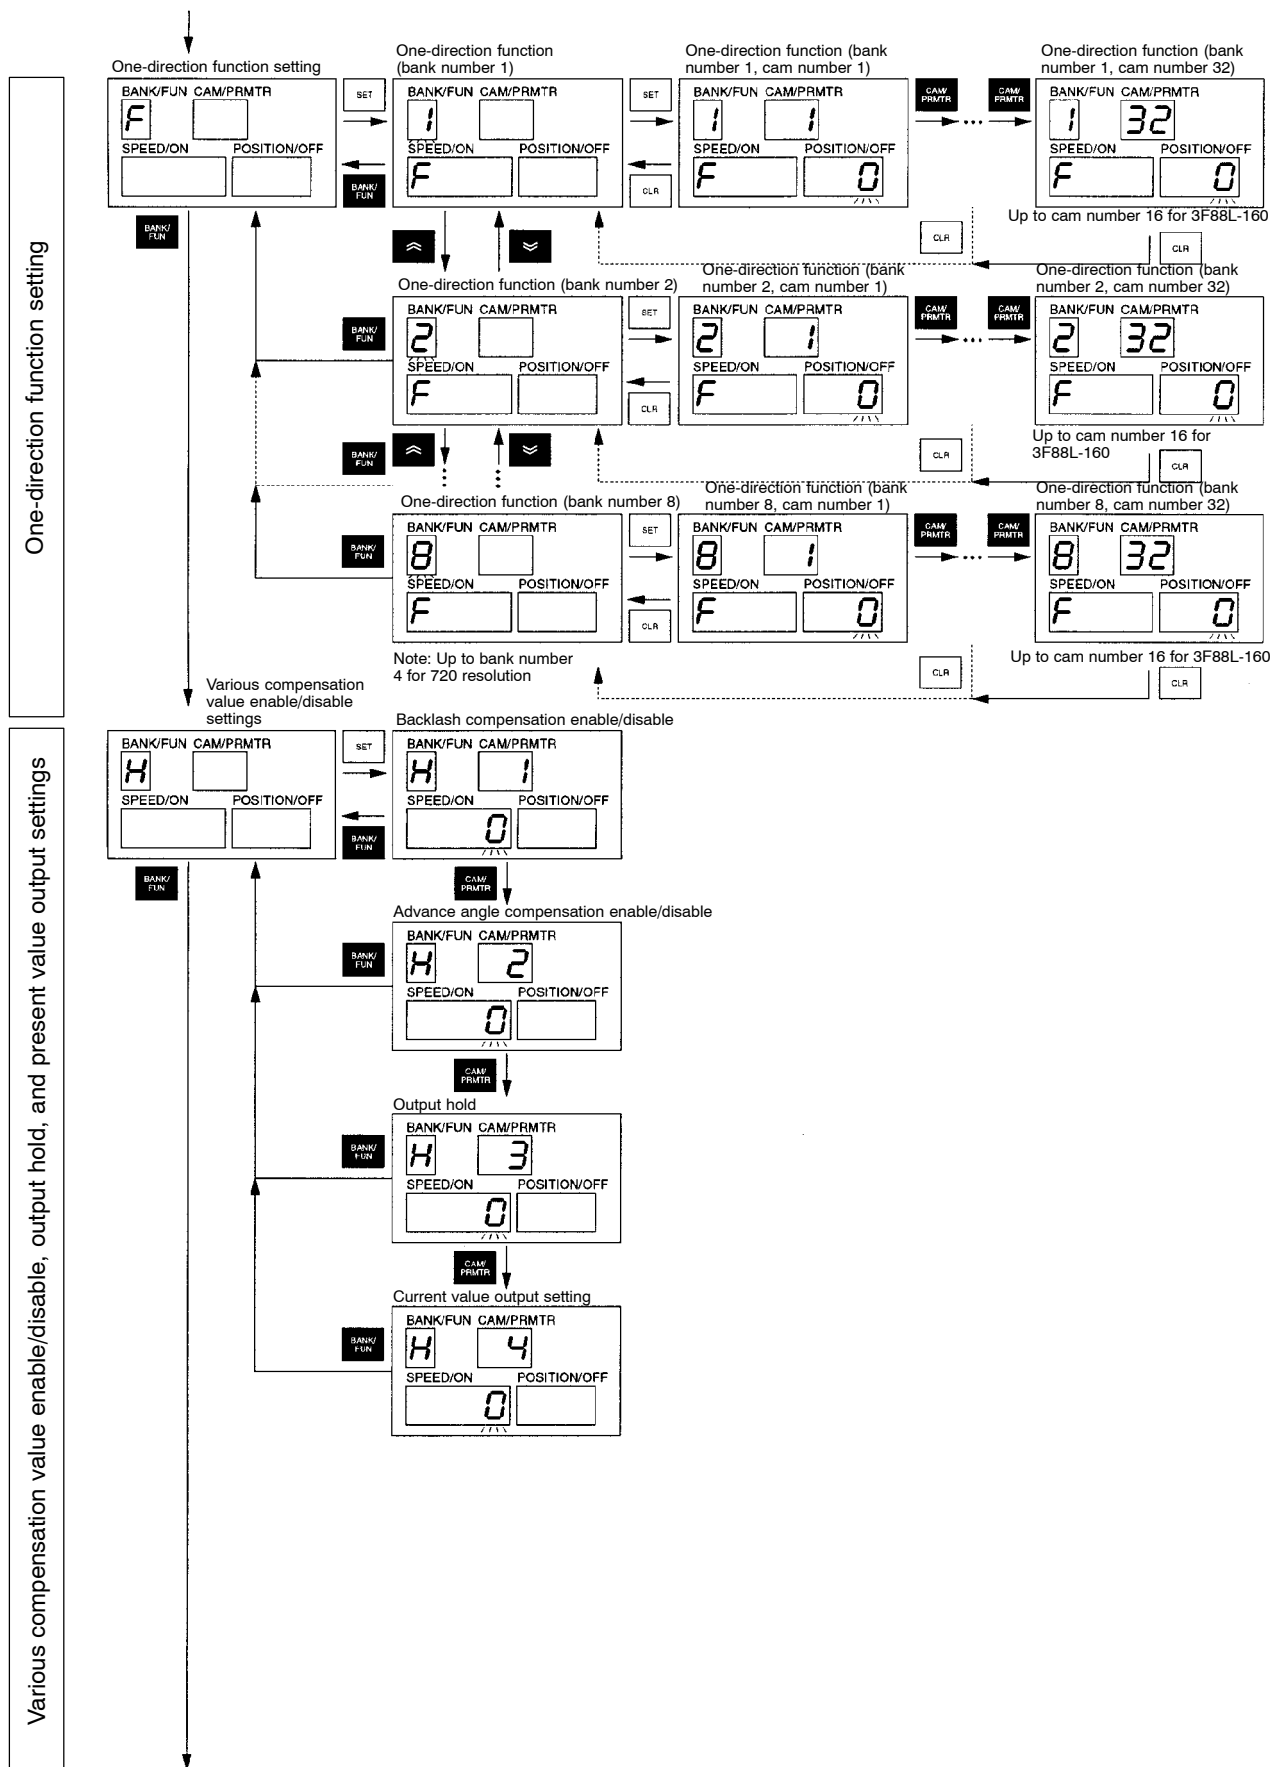 One-direction function setting
One-direction function setting
BANK/FUN CAM/PRMTR
F
SPEED/ON POSITION/OFF
SET
BANK/
FUN
BANK/
FUN
One-direction function
(bank number 1)
BANK/FUN CAM/PRMTR
1
SPEED/ON POSITION/OFF
F
SET
CLR
One-direction function (bank
number 1, cam number 1)
BANK/FUN CAM/PRMTR
1 1
SPEED/ON POSITION/OFF
F 0
CAM/
PRMTR
...
CAM/
PRMTR
One-direction function (bank
number 1, cam number 32)
BANK/FUN CAM/PRMTR
1 32
SPEED/ON POSITION/OFF
F 0
Up to cam number 16 for 3F88L-160
CLR
CLR
One-direction function (bank number 2)
BANK/
FUN
BANK/FUN CAM/PRMTR
2
SPEED/ON POSITION/OFF
F
SET
CLR
One-direction function (bank
number 2, cam number 1)
BANK/FUN CAM/PRMTR
2 1
SPEED/ON POSITION/OFF
F 0
CAM/
PRMTR
...
CAM/
PRMTR
One-direction function (bank
number 2, cam number 32)
BANK/FUN CAM/PRMTR
2 32
SPEED/ON POSITION/OFF
F 0
Up to cam number 16 for
3F88L-160
CLR
CLR
BANK/
FUN
One-direction function (bank number 8)
BANK/
FUN
BANK/FUN CAM/PRMTR
8
SPEED/ON POSITION/OFF
F
SET
CLR
Note: Up to bank number
4 for 720 resolution
One-direction function (bank
number 8, cam number 1)
BANK/FUN CAM/PRMTR
8 1
SPEED/ON POSITION/OFF
F 0
CAM/
PRMTR
...
CAM/
PRMTR
One-direction function (bank
number 8, cam number 32)
BANK/FUN CAM/PRMTR
8 32
SPEED/ON POSITION/OFF
F 0
Up to cam number 16 for 3F88L-160
CLR
CLR
Various compensation value enable/disable, output hold, and present value output settings
Various compensation
value enable/disable
settings
BANK/FUN CAM/PRMTR
H
SPEED/ON POSITION/OFF
SET
BANK/
FUN
BANK/
FUN
Backlash compensation enable/disable
BANK/FUN CAM/PRMTR
H 1
SPEED/ON POSITION/OFF
0
CAM/
PRMTR
Advance angle compensation enable/disable
BANK/
FUN
BANK/FUN CAM/PRMTR
H 2
SPEED/ON POSITION/OFF
0
CAM/
PRMTR
Output hold
BANK/
FUN
BANK/FUN CAM/PRMTR
H 3
SPEED/ON POSITION/OFF
0
CAM/
PRMTR
Current value output setting
BANK/
FUN
BANK/FUN CAM/PRMTR
H 4
SPEED/ON POSITION/OFF
0